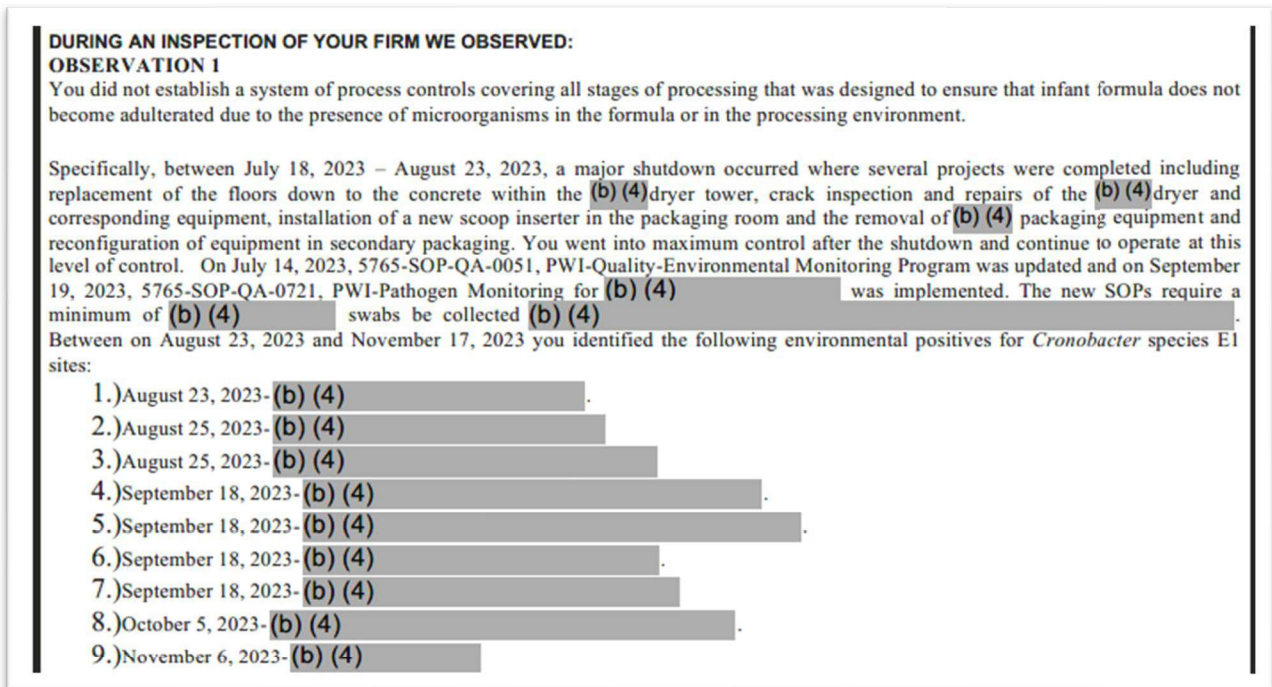 DURING AN INSPECTION OF YOUR FIRM WE OBSERVED:
OBSERVATION 1
You did not establish a system of process controls covering all stages of processing that was designed to ensure that infant formula does not
become adulterated due to the presence of microorganisms in the formula or in the processing environment.
Specifically, between July 18, 2023 – August 23, 2023, a major shutdown occurred where several projects were completed including
replacement of the floors down to the concrete within the (b) (4) dryer tower, crack inspection and repairs of the (b) (4) dryer and
corresponding equipment, installation of a new scoop inserter in the packaging room and the removal of (b) (4) packaging equipment and
reconfiguration of equipment in secondary packaging. You went into maximum control after the shutdown and continue to operate at this
level of control. On July 14, 2023, 5765-SOP-QA-0051, PWI-Quality-Environmental Monitoring Program was updated and on September
19, 2023, 5765-SOP-QA-0721, PWI-Pathogen Monitoring for (b) (4) was implemented. The new SOPs require a
minimum of (b) (4) swabs be collected (b) (4) .
Between on August 23, 2023 and November 17, 2023 you identified the following environmental positives for Cronobacter species E1
sites:
1.)August 23, 2023- (b) (4) .
2.)August 25, 2023- (b) (4)
3.)August 25, 2023- (b) (4)
4.)September 18, 2023- (b) (4) .
5.)September 18, 2023- (b) (4) .
6.)September 18, 2023- (b) (4) .
7.)September 18, 2023- (b) (4)
8.)October 5, 2023- (b) (4) .
9.)November 6, 2023- (b) (4)